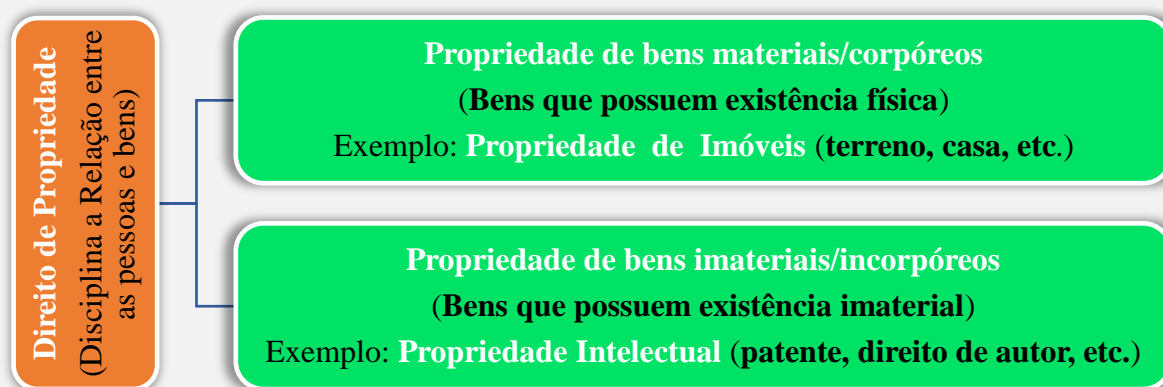 Direito de Propriedade
(Disciplina a Relação entre
as pessoas e bens)
Propriedade de bens materiais/corpóreos
(Bens que possuem existência física)
Exemplo: Propriedade de Imóveis (terreno, casa, etc.)
Propriedade de bens imateriais/incorpóreos
(Bens que possuem existência imaterial)
Exemplo: Propriedade Intelectual (patente, direito de autor, etc.)